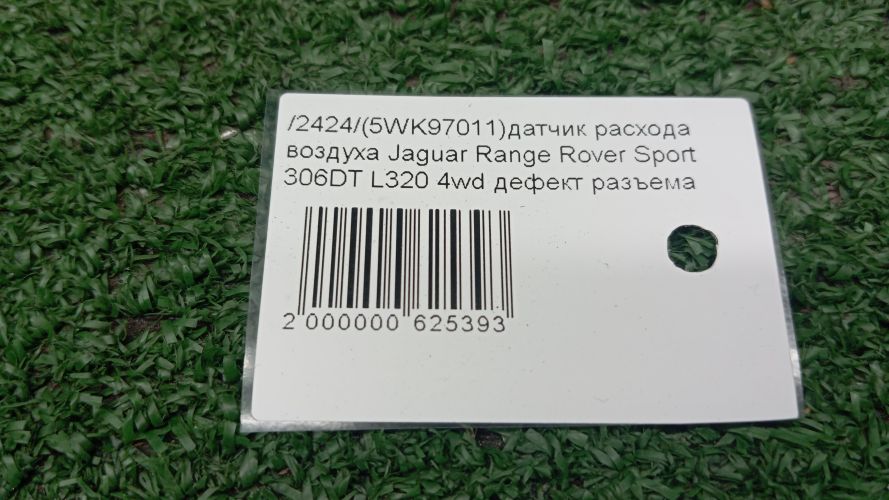 /2424/(5WK97011)датчик расхода
воздуха Jaguar Range Rover Sport
306DT L320 4wd дефект разъема
2 000000 625393